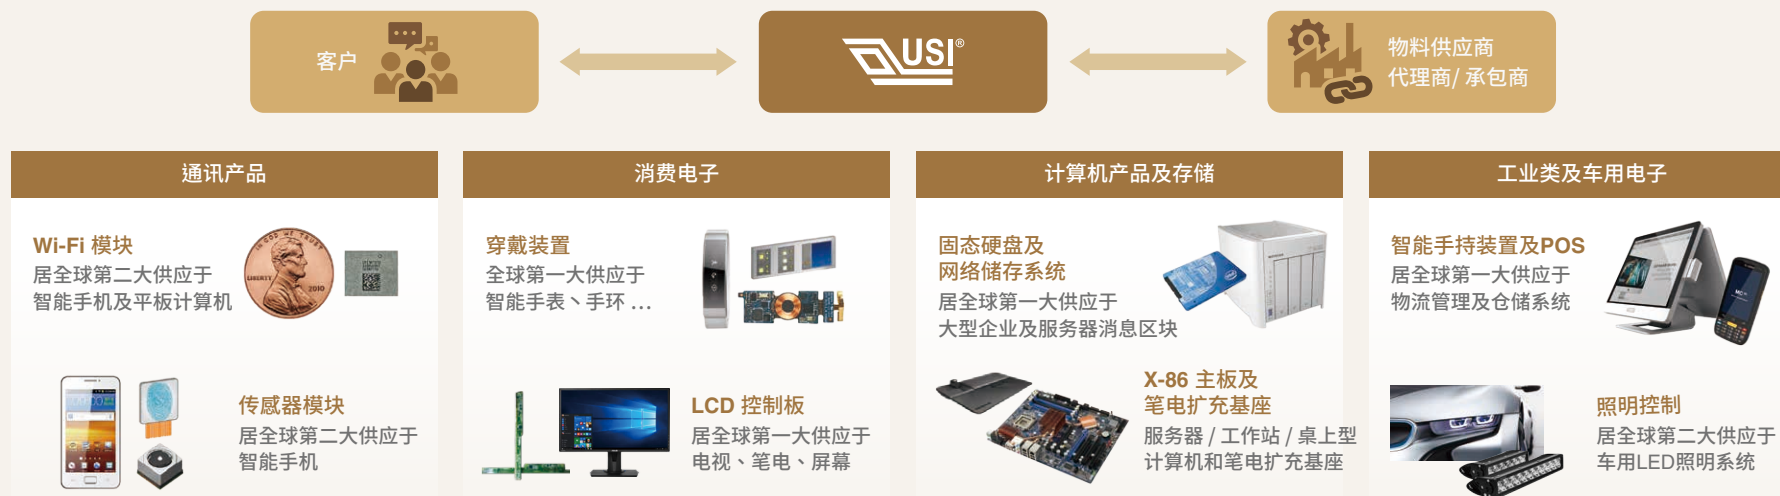 客户
USI®
物料供应商
代理商/ 承包商
通讯产品
Wi-Fi 模块
居全球第二大供应于
智能手机及平板计算机
IN GOD WE TRUST
LIBERTY
2010
传感器模块
居全球第二大供应于
智能手机
消费电子
穿戴装置
全球第一大供应于
智能手表、手环 …
LCD 控制板
居全球第一大供应于
电视、笔电、屏幕
计算机产品及存储
固态硬盘及
网络储存系统
居全球第一大供应于
大型企业及服务器消息区块
X-86 主板及
笔电扩充基座
服务器 / 工作站 / 桌上型
计算机和笔电扩充基座
工业类及车用电子
智能手持装置及POS
居全球第一大供应于
物流管理及仓储系统
照明控制
居全球第二大供应于
车用LED照明系统